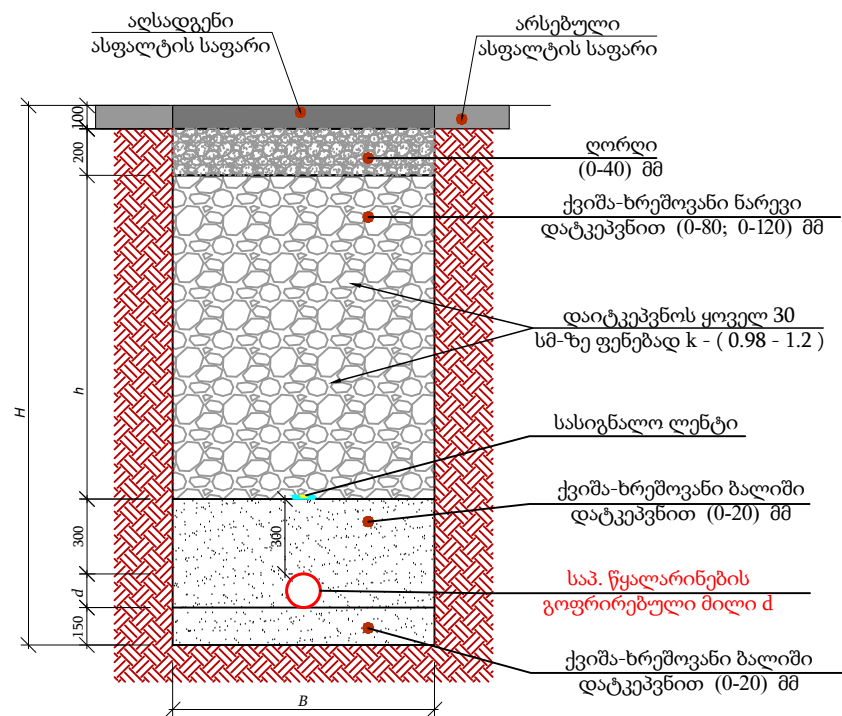 აღსადგენი
ასფალტის საფარი
არსებული
ასფალტის საფარი
100
200
ღორღი
(0-40) მმ
ქვიშა-ხრეშოვანი ნარევი
დატკეპვნით (0-80; 0-120) მმ
დაიტკეპვნოს ყოველ 30
სმ-ზე ფენებად k - ( 0.98 - 1.2 )
H
h
სასიგნალო ლენტი
ქვიშა-ხრეშოვანი ბალიში
დატკეპვნით (0-20) მმ
300
300
საპ. წყალარინების
გოფრირებული მილი d
d
150
ქვიშა-ხრეშოვანი ბალიში
დატკეპვნით (0-20) მმ
B